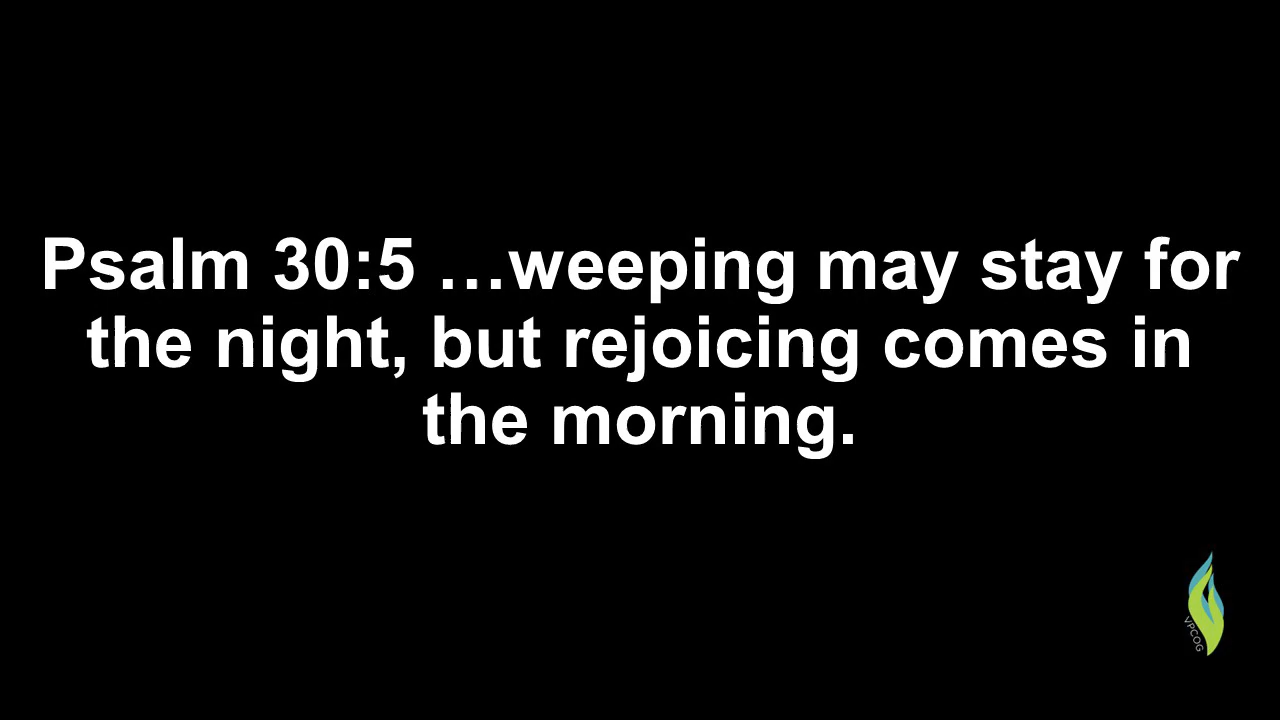 Psalm 30:5 …weeping may stay for
the night, but rejoicing comes in
the morning.
VPCOG